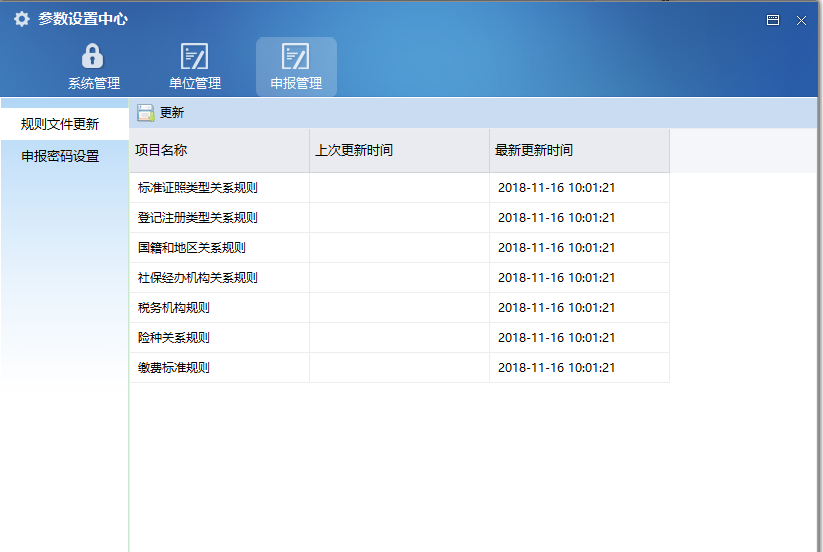 参数设置中心
系统管理 单位管理 申报管理
规则文件更新
申报密码设置
更新
项目名称 上次更新时间 最新更新时间
标准证照类型关系规则 2018-11-16 10:01:21
登记注册类型关系规则 2018-11-16 10:01:21
国籍和地区关系规则 2018-11-16 10:01:21
社保经办机构关系规则 2018-11-16 10:01:21
税务机构规则 2018-11-16 10:01:21
险种关系规则 2018-11-16 10:01:21
缴费标准规则 2018-11-16 10:01:21